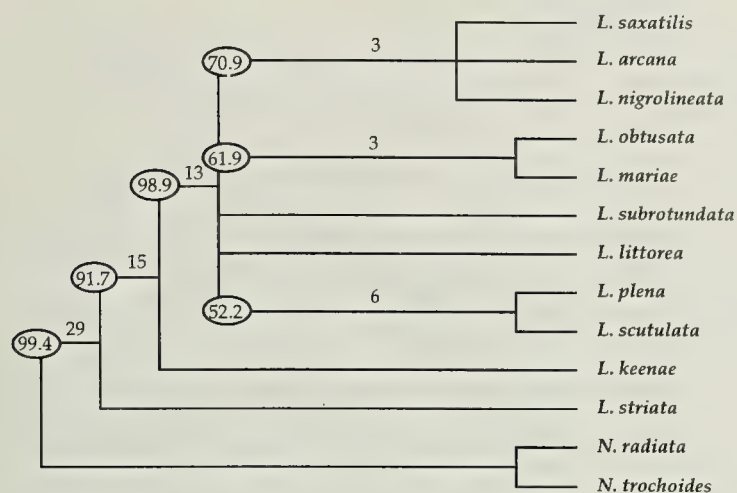 L. saxatilis
3
70.9
L. arcana
L. nigrolineata
L. obtusata
3
61.9
13
98.9
L. mariae
L. subrotundata
L. littorea
15
91.7
L. plena
6
52.2
29
99.4
L. scutulata
L. keenae
L. striata
N. radiata
N. trochoides